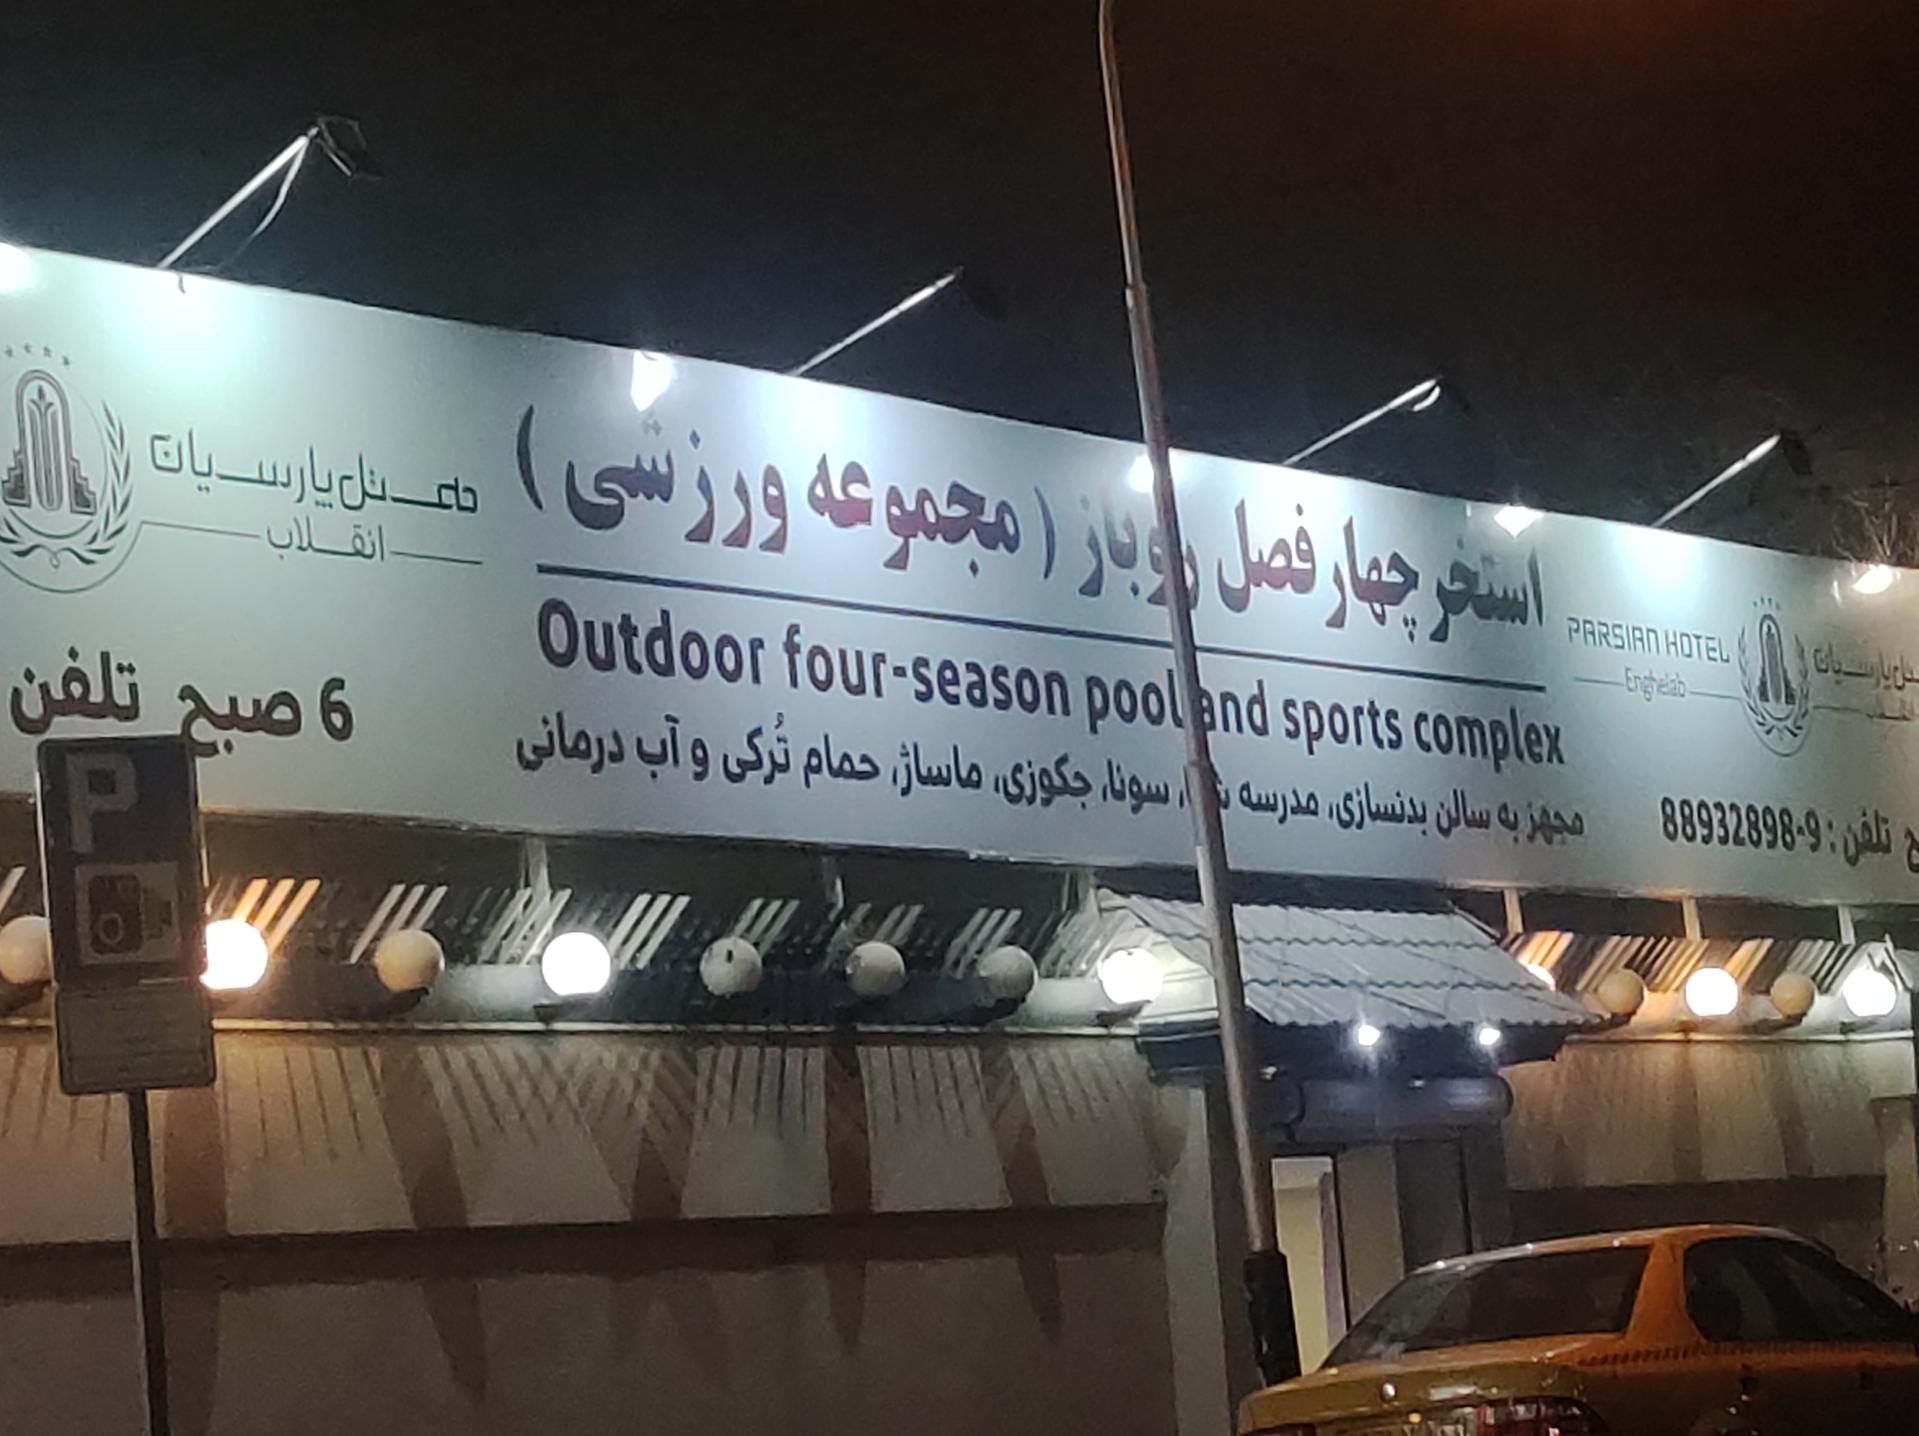 هتل پارسیان
انقلاب
6 صبح تلفن
استخر چهار فصل روباز ( مجموعه ورزشی )
Outdoor four-season pool and sports complex
مجهز به سالن بدنسازی، مدرسه سونا، جکوزی، ماساژ، حمام تُرکی و آب درمانی
PARSIAN HOTEL
Enghelab
تلفن : 9-88932898
P